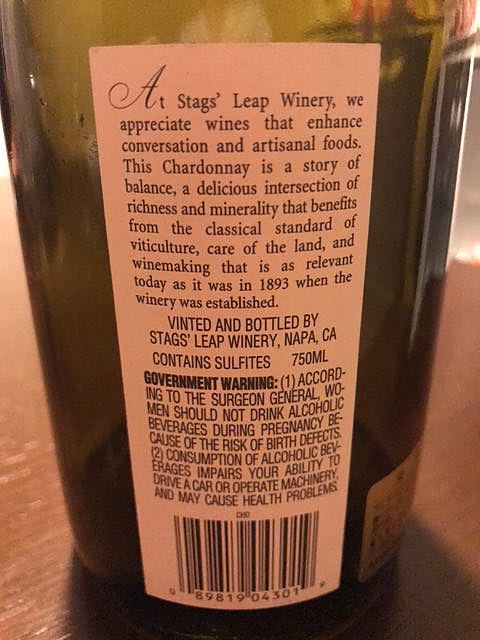 At Stags' Leap Winery, we
appreciate wines that enhance
conversation and artisanal foods.
This Chardonnay is a story of
balance, a delicious intersection of
richness and minerality that benefits
from the classical standard of
viticulture, care of the land, and
winemaking that is as relevant
today as it was in 1893 when the
winery was established.
VINTED AND BOTTLED BY
STAGS' LEAP WINERY, NAPA, CA
CONTAINS SULFITES 750ML
GOVERNMENT WARNING: (1) ACCORD-
ING TO THE SURGEON GENERAL, WO-
MEN SHOULD NOT DRINK ALCOHOLIC
BEVERAGES DURING PREGNANCY BE-
CAUSE OF THE RISK OF BIRTH DEFECTS.
(2) CONSUMPTION OF ALCOHOLIC BEV-
ERAGES IMPAIRS YOUR ABILITY TO
DRIVE A CAR OR OPERATE MACHINERY,
AND MAY CAUSE HEALTH PROBLEMS.
CHD
0 89819 04301 9